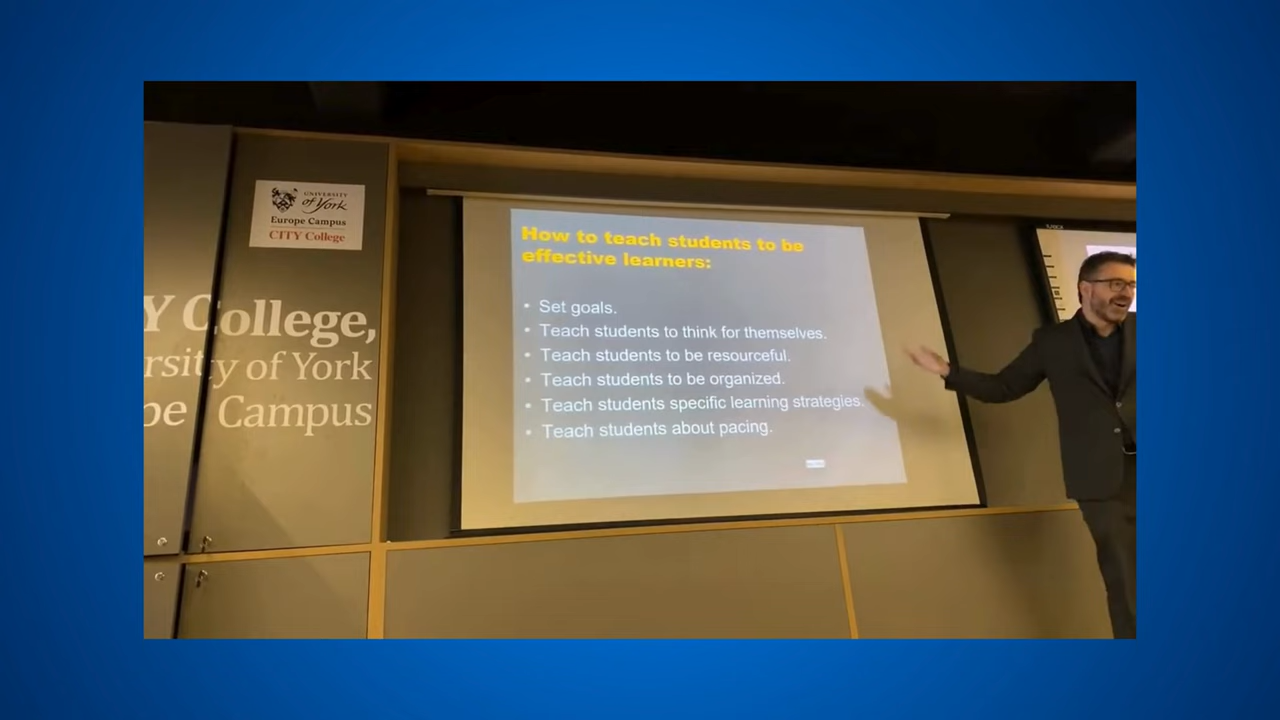 UNIVERSITY
of York
Europe Campus
CITY College
Y College,
rsity of York
pe Campus
How to teach students to be
effective learners:
• Set goals.
• Teach students to think for themselves.
• Teach students to be resourceful.
• Teach students to be organized.
• Teach students specific learning strategies.
• Teach students about pacing.